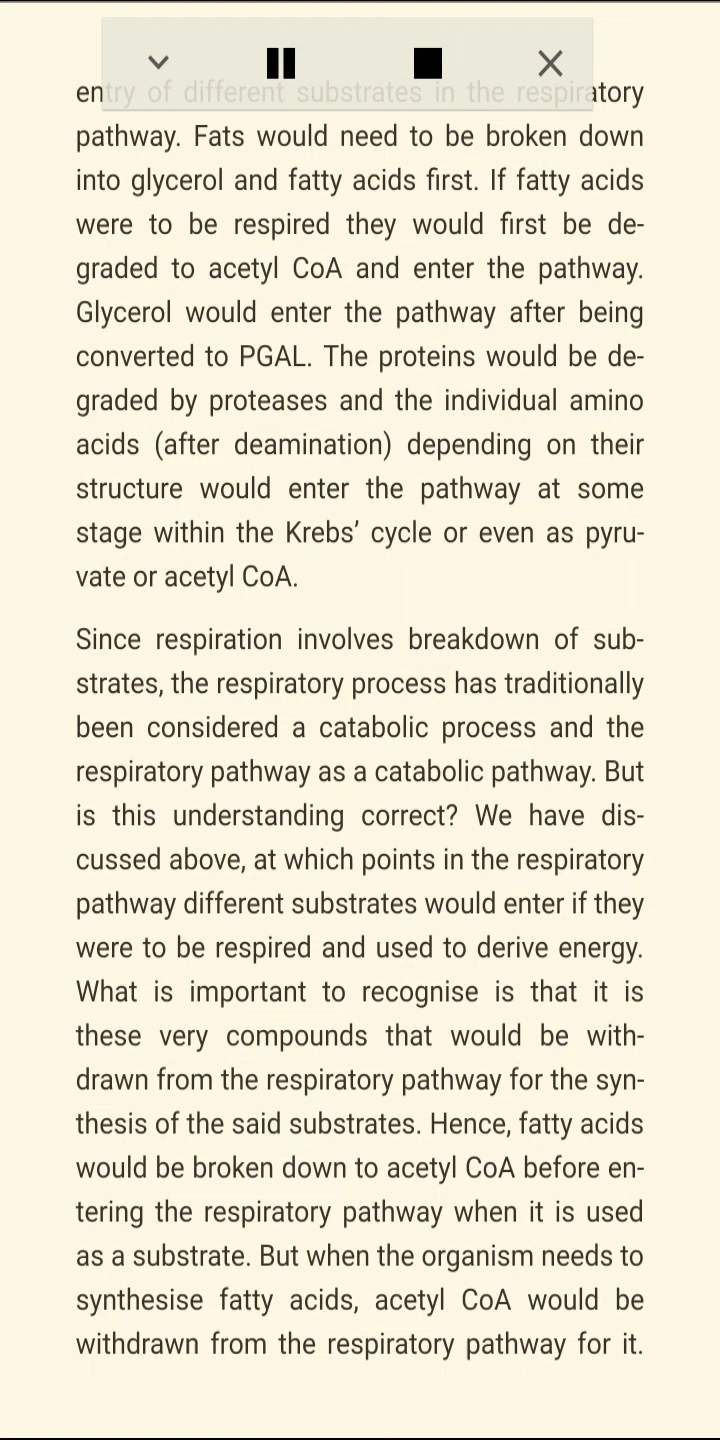 entry of different substrates in the respiratory
pathway. Fats would need to be broken down
into glycerol and fatty acids first. If fatty acids
were to be respired they would first be de-
graded to acetyl CoA and enter the pathway.
Glycerol would enter the pathway after being
converted to PGAL. The proteins would be de-
graded by proteases and the individual amino
acids (after deamination) depending on their
structure would enter the pathway at some
stage within the Krebs’ cycle or even as pyru-
vate or acetyl CoA.
Since respiration involves breakdown of sub-
strates, the respiratory process has traditionally
been considered a catabolic process and the
respiratory pathway as a catabolic pathway. But
is this understanding correct? We have dis-
cussed above, at which points in the respiratory
pathway different substrates would enter if they
were to be respired and used to derive energy.
What is important to recognise is that it is
these very compounds that would be with-
drawn from the respiratory pathway for the syn-
thesis of the said substrates. Hence, fatty acids
would be broken down to acetyl CoA before en-
tering the respiratory pathway when it is used
as a substrate. But when the organism needs to
synthesise fatty acids, acetyl CoA would be
withdrawn from the respiratory pathway for it.